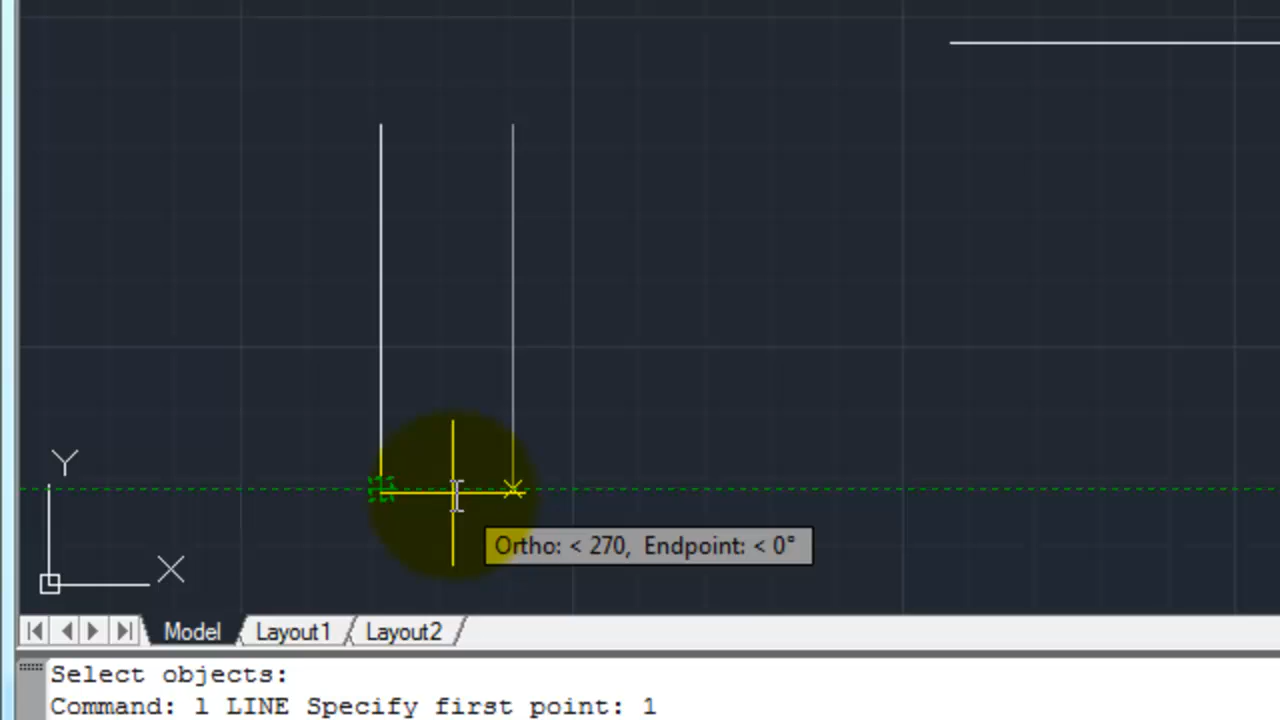 Y
Ortho: < 270,  Endpoint: < 0°
X
Model Layout1 Layout2
Select objects:
Command: l LINE Specify first point: 1